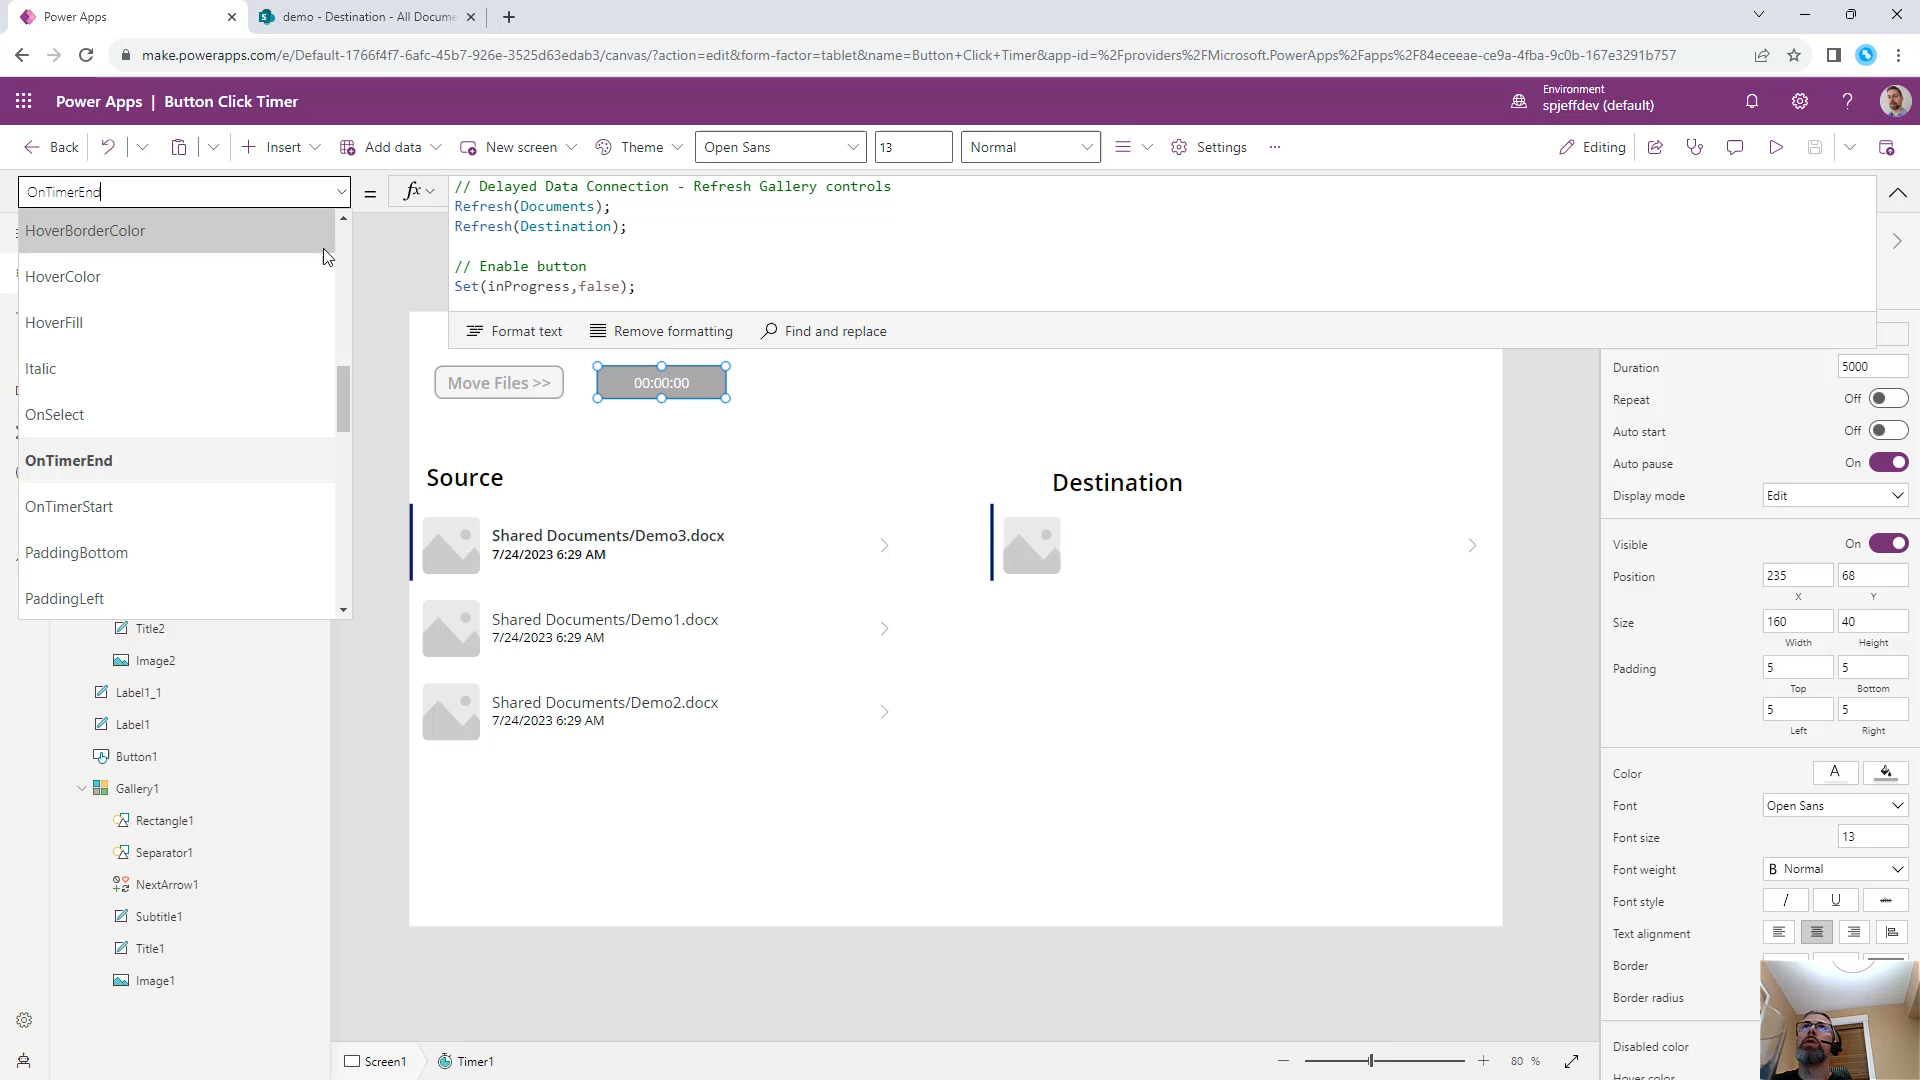 Power Apps
demo - Destination - All Docume
make.powerapps.com/e/Default-1766f4f7-6afc-45b7-926e-3525d63edab3/canvas/?action=edit&form-factor=tablet&name=Button+Click+Timer&app-id=%2Fproviders%2FMicrosoft.PowerApps%2Fapps%2F84eceeae-ce9a-4fba-9c0b-167e3291b757
Power Apps | Button Click Timer
Environment
spjeffdev (default)
Back
Insert
Add data
New screen
Theme
Open Sans
13
Normal
Settings
Editing
OnTimerEnd
=
fx
// Delayed Data Connection - Refresh Gallery controls
Refresh(Documents);
Refresh(Destination);
// Enable button
Set(inProgress,false);
Format text
Remove formatting
Find and replace
HoverBorderColor
HoverColor
HoverFill
Italic
OnSelect
OnTimerEnd
OnTimerStart
PaddingBottom
PaddingLeft
Title2
Image2
Label1_1
Label1
Button1
Gallery1
Rectangle1
Separator1
NextArrow1
Subtitle1
Title1
Image1
Move Files >>
00:00:00
Source
Shared Documents/Demo3.docx
7/24/2023 6:29 AM
Shared Documents/Demo1.docx
7/24/2023 6:29 AM
Shared Documents/Demo2.docx
7/24/2023 6:29 AM
Destination
Duration
5000
Repeat
Off
Auto start
Off
Auto pause
On
Display mode
Edit
Visible
On
Position
235
68
X
Y
Size
160
40
Width
Height
Padding
5
5
Top
Bottom
5
5
Left
Right
Color
A
Font
Open Sans
Font size
13
Font weight
B Normal
Font style
/
U
abc
Text alignment
Border
Border radius
Disabled color
Hover color
Screen1
Timer1
80 %